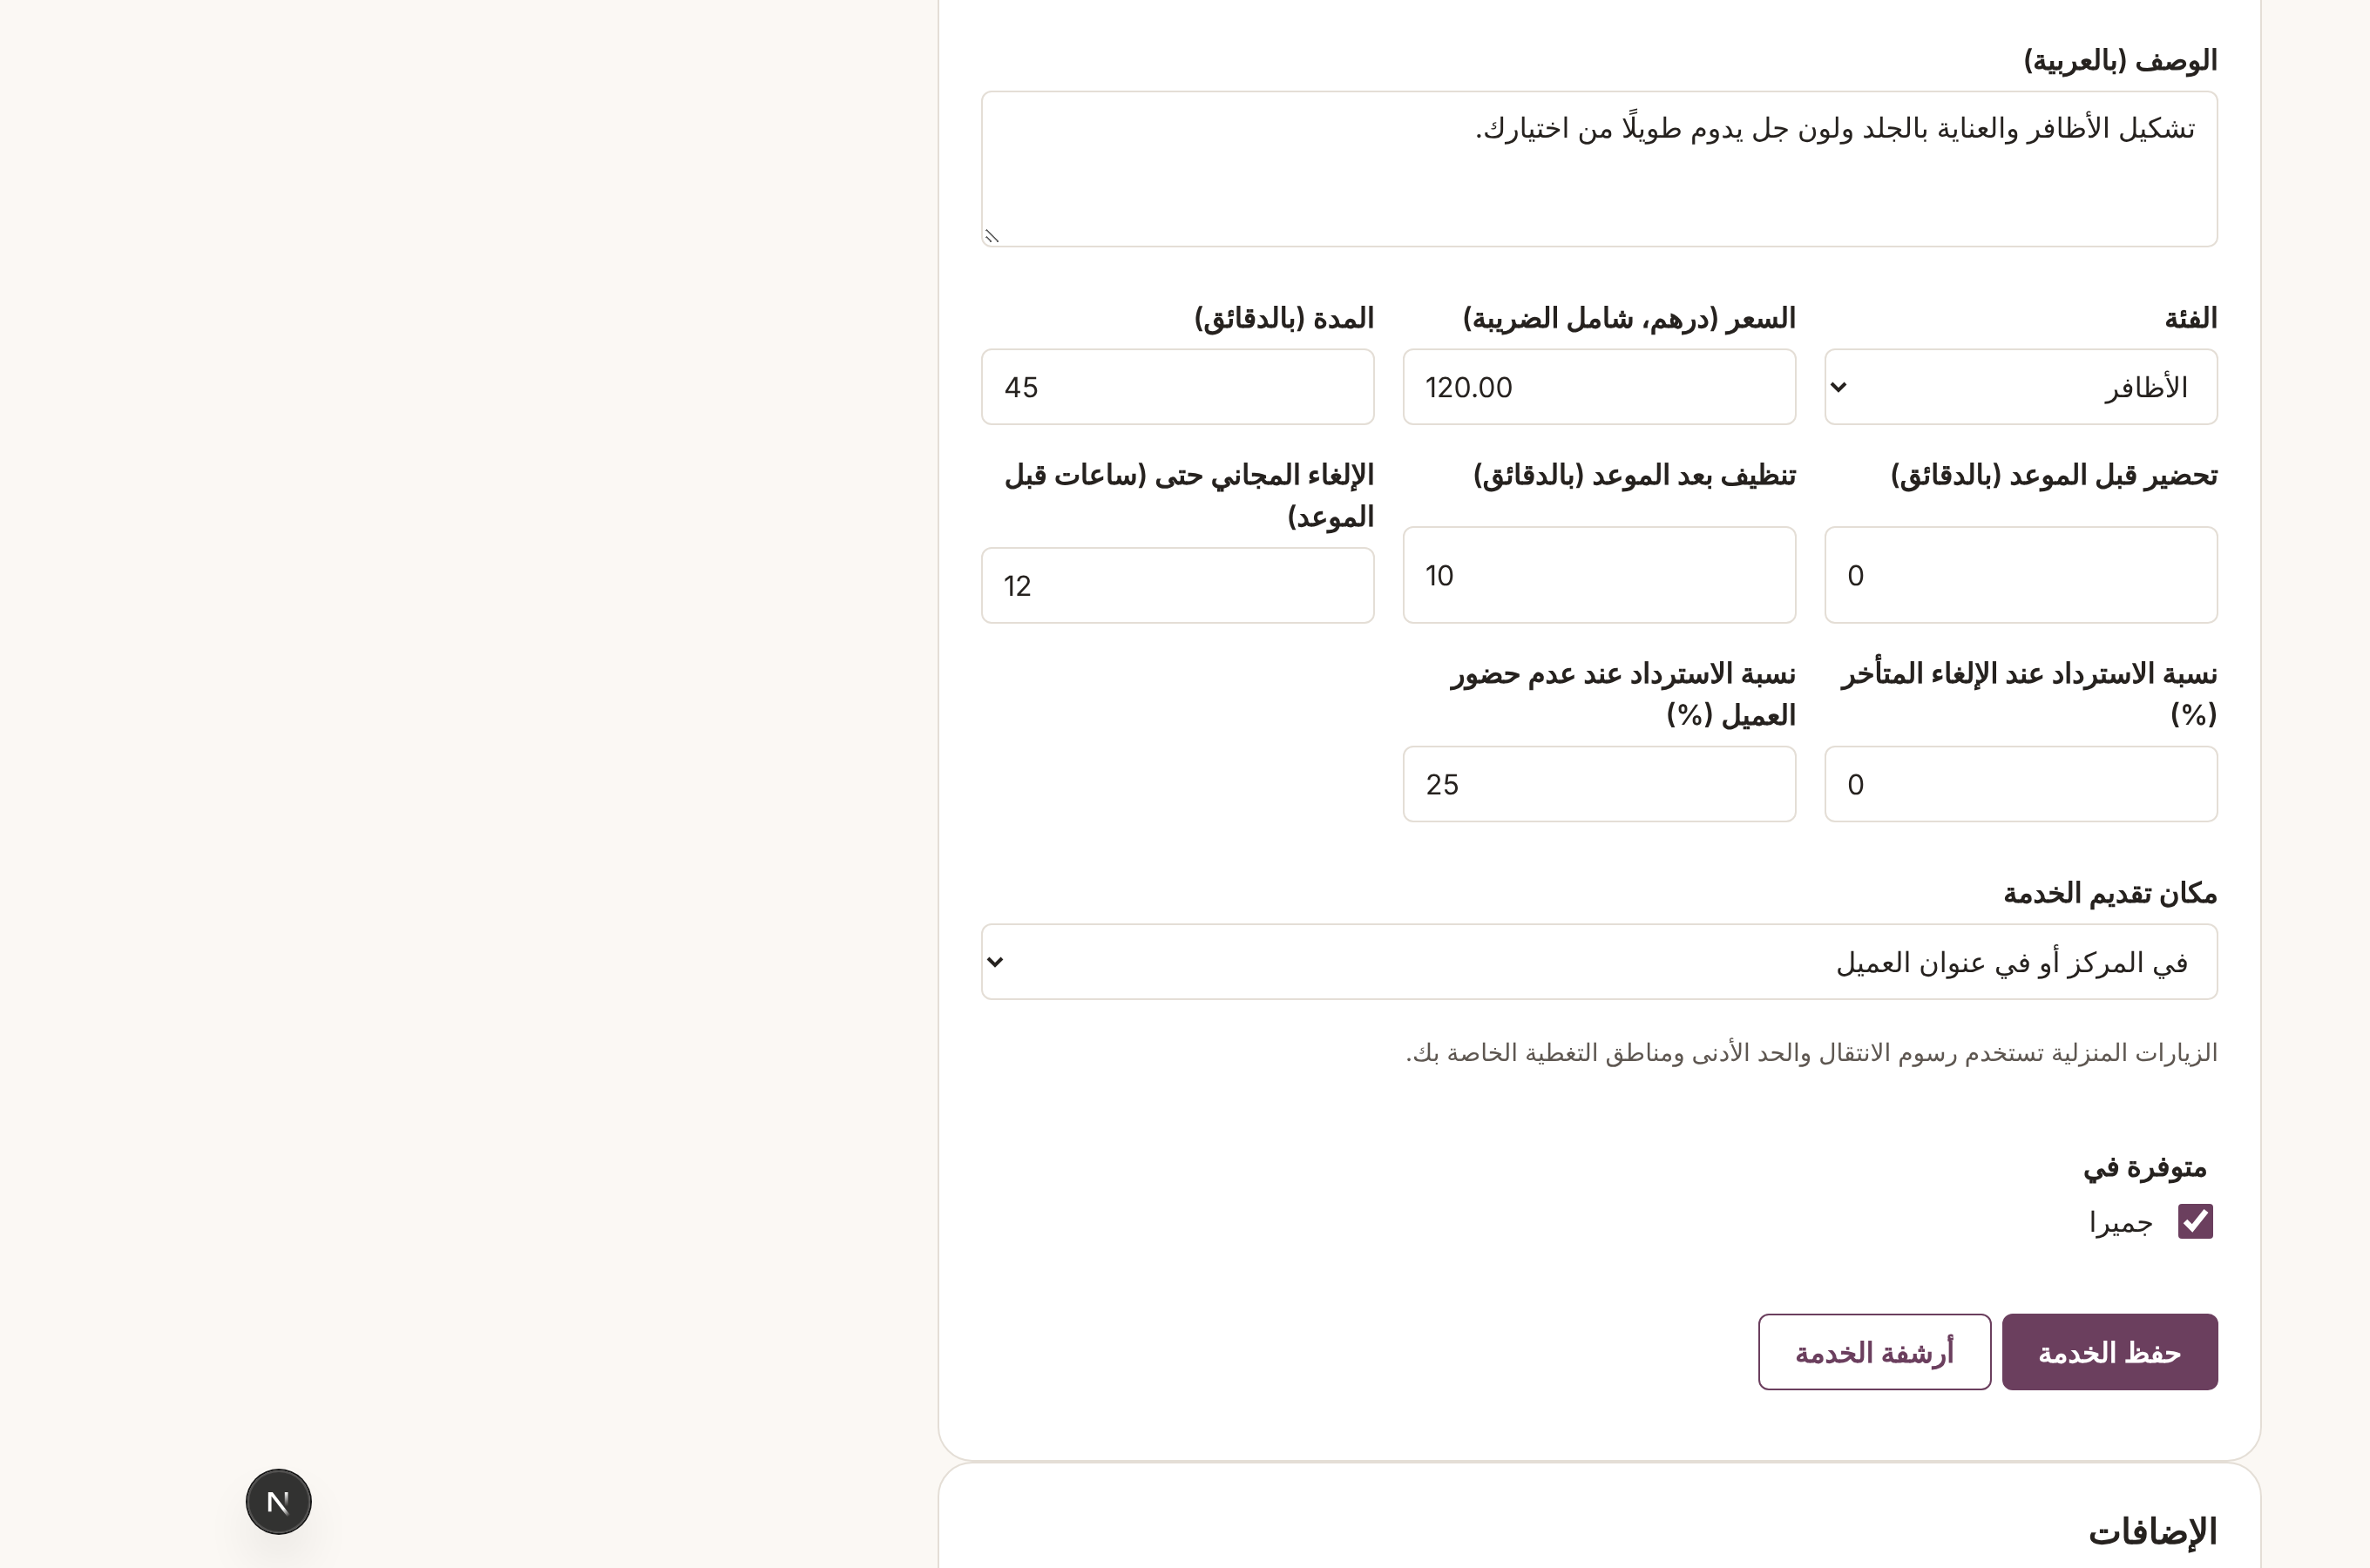 الوصف (بالعربية)
تشكيل الأظافر والعناية بالجلد ولون جل يدوم طويلًا من اختيارك.
الفئة
الأظافر
السعر (درهم، شامل الضريبة)
120.00
المدة (بالدقائق)
45
تحضير قبل الموعد (بالدقائق)
0
تنظيف بعد الموعد (بالدقائق)
10
الإلغاء المجاني حتى (ساعات قبل
الموعد)
12
نسبة الاسترداد عند الإلغاء المتأخر
(%)
0
نسبة الاسترداد عند عدم حضور
العميل (%)
25
مكان تقديم الخدمة
في المركز أو في عنوان العميل
الزيارات المنزلية تستخدم رسوم الانتقال والحد الأدنى ومناطق التغطية الخاصة بك.
متوفرة في
جميرا
حفظ الخدمة
أرشفة الخدمة
N
الإضافات